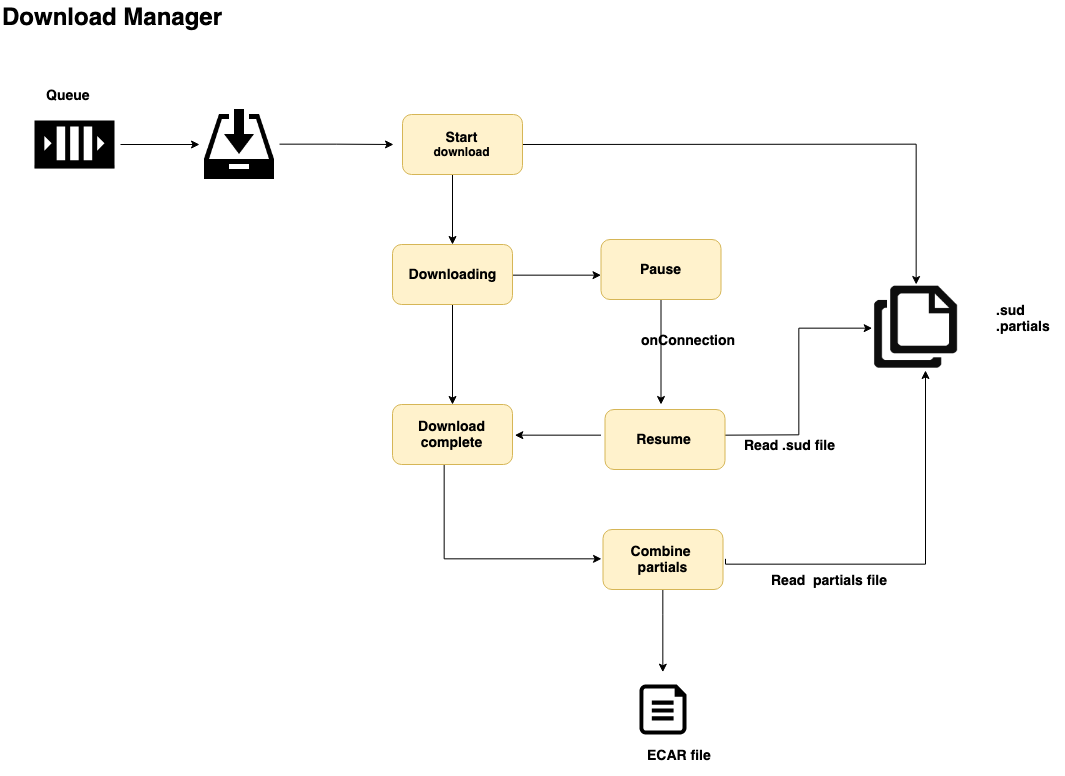 Download Manager
Queue
Start
download
Downloading
Pause
.sud
.partials
onConnection
Download
complete
Resume
Read .sud file
Combine
partials
Read  partials file
ECAR file